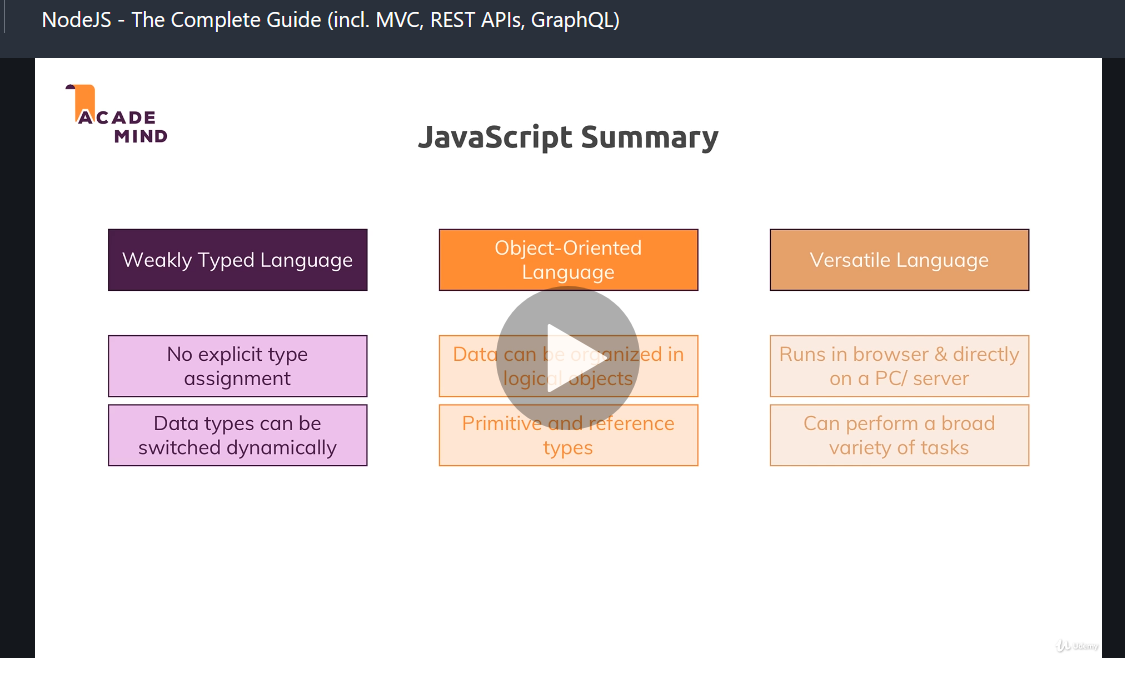 NodeJS - The Complete Guide (incl. MVC, REST APIs, GraphQL)
ACADE
MIND
JavaScript Summary
Weakly Typed Language
Object-Oriented
Language
Versatile Language
No explicit type
assignment
Data can be organized in
logical objects
Runs in browser & directly
on a PC/ server
Data types can be
switched dynamically
Primitive and reference
types
Can perform a broad
variety of tasks
Udemy